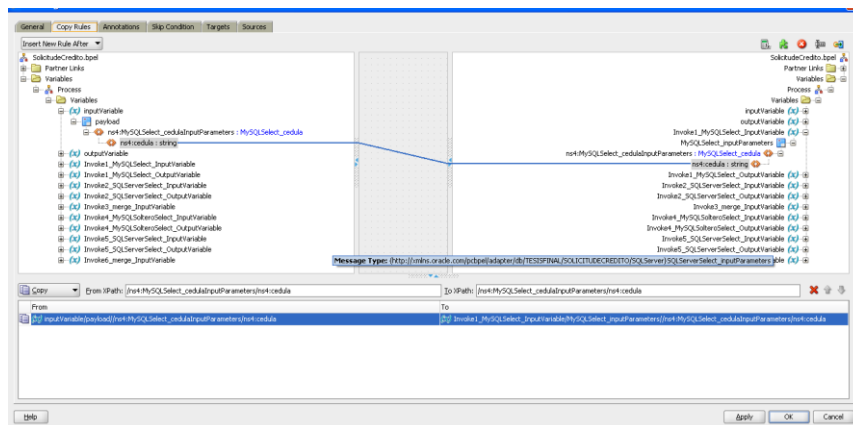 General Copy Rules Annotations Skip Condition Targets Sources
Insert New Rule After
SolicitudeCredito.bpel SolicitudeCredito.bpel
Partner Links Partner Links
Variables Variables
Process Process
Variables Variables
inputVariable inputVariable
payload outputVariable
ns4:MySQLSelect_cedulaInputParameters : MySQLSelect_cedula Invoke1_MySQLSelect_InputVariable
ns4:cedula : string MySQLSelect_inputParameters
outputVariable ns4:MySQLSelect_cedulaInputParameters : MySQLSelect_cedula
Invoke1_MySQLSelect_InputVariable ns4:cedula : string
Invoke1_MySQLSelect_OutputVariable Invoke1_MySQLSelect_OutputVariable
Invoke2_SQLServerSelect_InputVariable Invoke2_SQLServerSelect_InputVariable
Invoke2_SQLServerSelect_OutputVariable Invoke2_SQLServerSelect_OutputVariable
Invoke3_merge_InputVariable Invoke3_merge_InputVariable
Invoke4_MySQLSolteroSelect_InputVariable Invoke4_MySQLSolteroSelect_InputVariable
Invoke4_MySQLSolteroSelect_OutputVariable Invoke4_MySQLSolteroSelect_OutputVariable
Invoke5_SQLServerSelect_InputVariable Invoke5_SQLServerSelect_InputVariable
Invoke5_SQLServerSelect_OutputVariable Invoke5_SQLServerSelect_OutputVariable
Invoke6_merge_InputVariable Message Type: {http://xmlns.oracle.com/pcbpel/adapter/db/TESISFINAL/SOLICITUDECREDITO/SQLServer}SQLServerSelect_inputParameters
Copy From XPath: /ns4:MySQLSelect_cedulaInputParameters/ns4:cedula To XPath: /ns4:MySQLSelect_cedulaInputParameters/ns4:cedula
From To
inputVariable/payload//ns4:MySQLSelect_cedulaInputParameters/ns4:cedula Invoke1_MySQLSelect_InputVariable/MySQLSelect_inputParameters//ns4:MySQLSelect_cedulaInputParameters/ns4:cedula
Help Apply OK Cancel